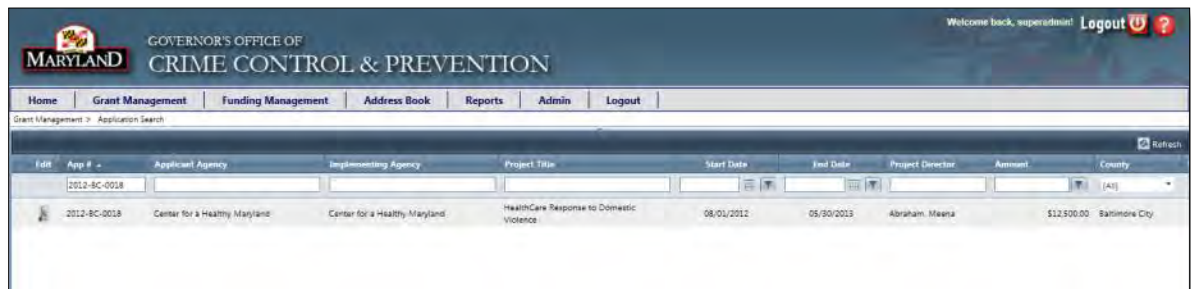 Welcome back, superadmin! Logout
MARYLAND
GOVERNOR'S OFFICE OF
CRIME CONTROL & PREVENTION
Home Grant Management Funding Management Address Book Reports Admin Logout
Grant Management > Application Search
Refresh
Edit App # Applicant Agency Implementing Agency Project Title Start Date End Date Project Director Amount County
2012-BC-0018 (All)
2012-BC-0018 Center for a Healthy Maryland Center for a Healthy Maryland HealthCare Response to Domestic 08/01/2012 05/30/2013 Abraham, Meena $12,500.00 Baltimore City
Violence